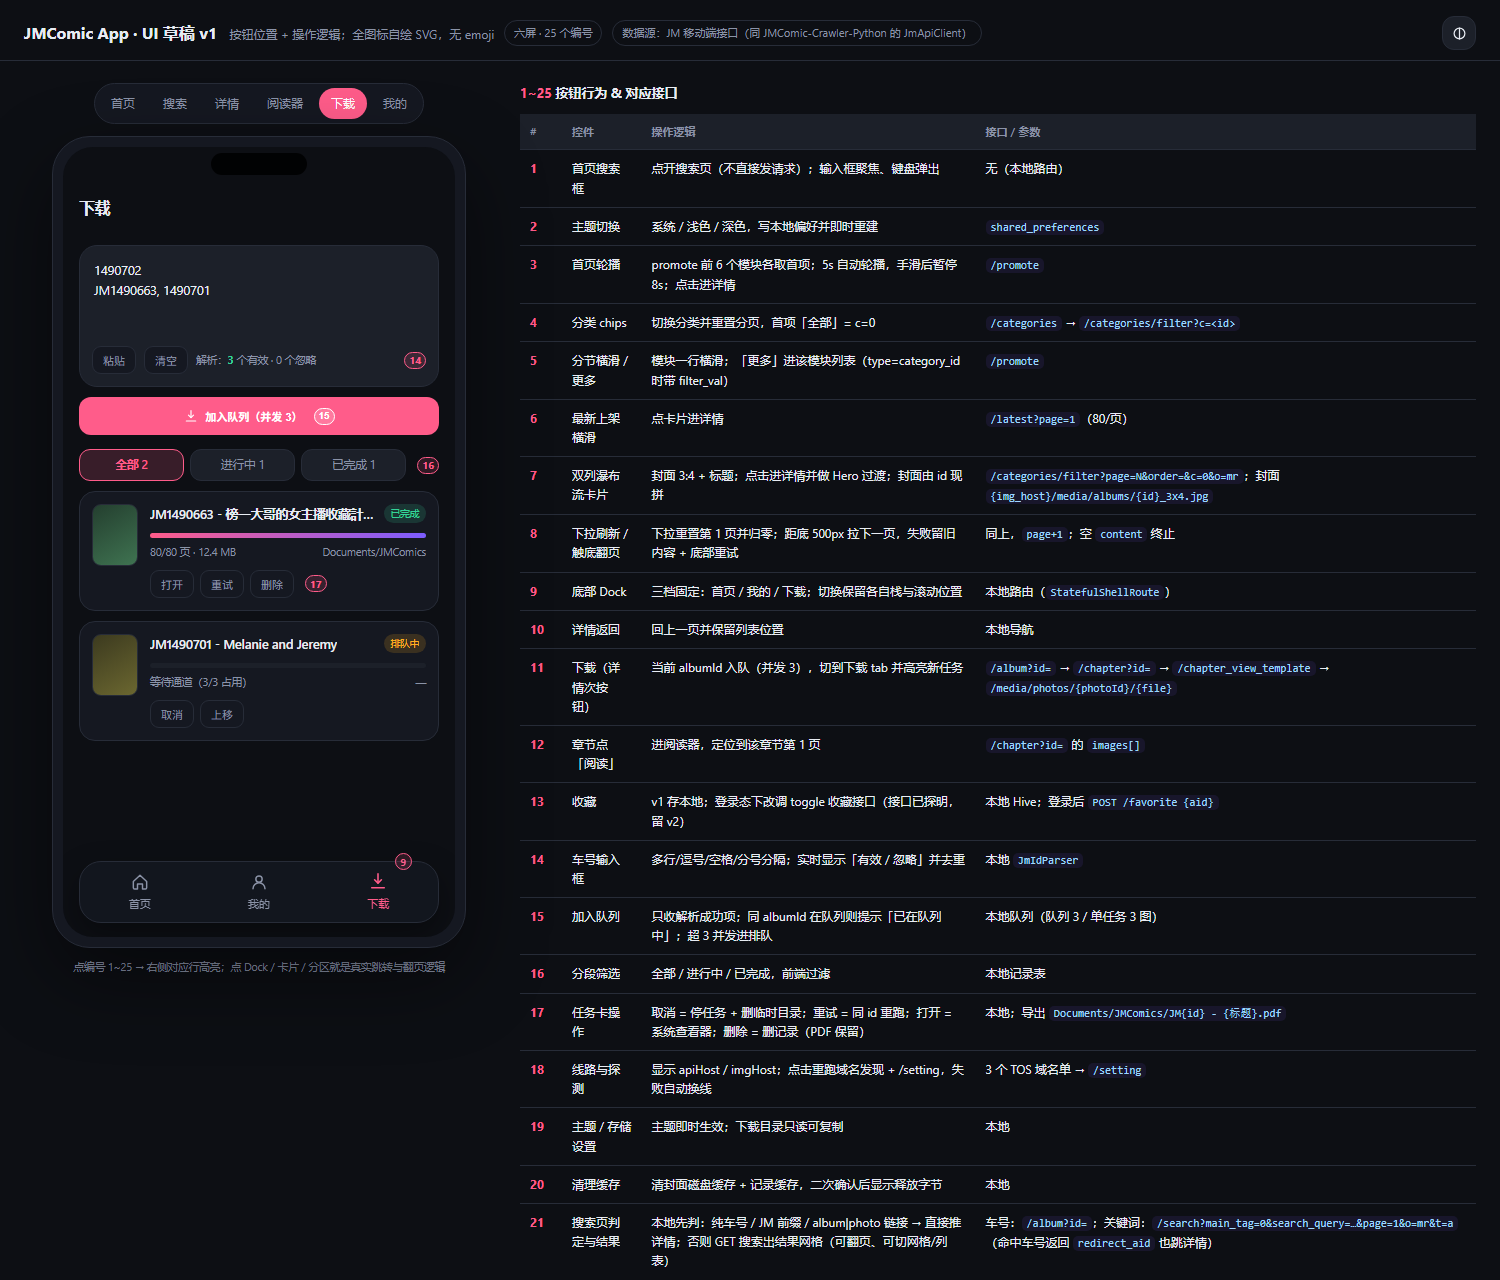 JMComic App · UI 草稿 v1 按钮位置 + 操作逻辑；全图标自绘 SVG，无 emoji 六屏 · 25 个编号 数据源：JM 移动端接口（同 JMComic-Crawler-Python 的 JmApiClient）
首页 搜索 详情 阅读器 下载 我的
下载
1490702
JM1490663, 1490701
粘贴 清空 解析：3 个有效 · 0 个忽略 14
加入队列（并发 3） 15
全部 2 进行中 1 已完成 1 16
JM1490663 - 榜一大哥的女主播收藏計... 已完成
80/80 页 · 12.4 MB Documents/JMComics
打开 重试 删除 17
JM1490701 - Melanie and Jeremy 排队中
等待通道（3/3 占用） —
取消 上移
9
首页 我的 下载
点编号 1~25 → 右侧对应行高亮；点 Dock / 卡片 / 分区就是真实跳转与翻页逻辑
1~25 按钮行为 & 对应接口
# 控件 操作逻辑 接口 / 参数
1 首页搜索框 点开搜索页（不直接发请求）；输入框聚焦、键盘弹出 无（本地路由）
2 主题切换 系统 / 浅色 / 深色，写本地偏好并即时重建 shared_preferences
3 首页轮播 promote 前 6 个模块各取首项；5s 自动轮播，手滑后暂停 8s；点击进详情 /promote
4 分类 chips 切换分类并重置分页，首项「全部」= c=0 /categories → /categories/filter?c=<id>
5 分节横滑 / 更多 模块一行横滑；「更多」进该模块列表（type=category_id 时带 filter_val） /promote
6 最新上架横滑 点卡片进详情 /latest?page=1 （80/页）
7 双列瀑布流卡片 封面 3:4 + 标题；点击进详情并做 Hero 过渡；封面由 id 现拼 /categories/filter?page=N&order=&c=0&o=mr ；封面 {img_host}/media/albums/{id}_3x4.jpg
8 下拉刷新 / 触底翻页 下拉重置第 1 页并归零；距底 500px 拉下一页，失败留旧内容 + 底部重试 同上， page+1 ；空 content 终止
9 底部 Dock 三档固定：首页 / 我的 / 下载；切换保留各自栈与滚动位置 本地路由（ StatefulShellRoute ）
10 详情返回 回上一页并保留列表位置 本地导航
11 下载（详情次按钮） 当前 albumId 入队（并发 3），切到下载 tab 并高亮新任务 /album?id= → /chapter?id= → /chapter_view_template → /media/photos/{photoId}/{file}
12 章节点「阅读」 进阅读器，定位到该章节第 1 页 /chapter?id= 的 images[]
13 收藏 v1 存本地；登录态下改调 toggle 收藏接口（接口已探明，留 v2） 本地 Hive；登录后 POST /favorite {aid}
14 车号输入框 多行/逗号/空格/分号分隔；实时显示「有效 / 忽略」并去重 本地 JmIdParser
15 加入队列 只收解析成功项；同 albumId 在队列则提示「已在队列中」；超 3 并发进排队 本地队列（队列 3 / 单任务 3 图）
16 分段筛选 全部 / 进行中 / 已完成，前端过滤 本地记录表
17 任务卡操作 取消 = 停任务 + 删临时目录；重试 = 同 id 重跑；打开 = 系统查看器；删除 = 删记录（PDF 保留） 本地；导出 Documents/JMComics/JM{id} - {标题}.pdf
18 线路与探测 显示 apiHost / imgHost；点击重跑域名发现 + /setting，失败自动换线 3 个 TOS 域名单 → /setting
19 主题 / 存储设置 主题即时生效；下载目录只读可复制 本地
20 清理缓存 清封面磁盘缓存 + 记录缓存，二次确认后显示释放字节 本地
21 搜索页判定与结果 本地先判：纯车号 / JM 前缀 / album|photo 链接 → 直接推详情；否则 GET 搜索出结果网格（可翻页、可切网格/列表） 车号： /album?id= ；关键词： /search?main_tag=0&search_query=…&page=1&o=mr&t=a （命中车号返回 redirect_aid 也跳详情）